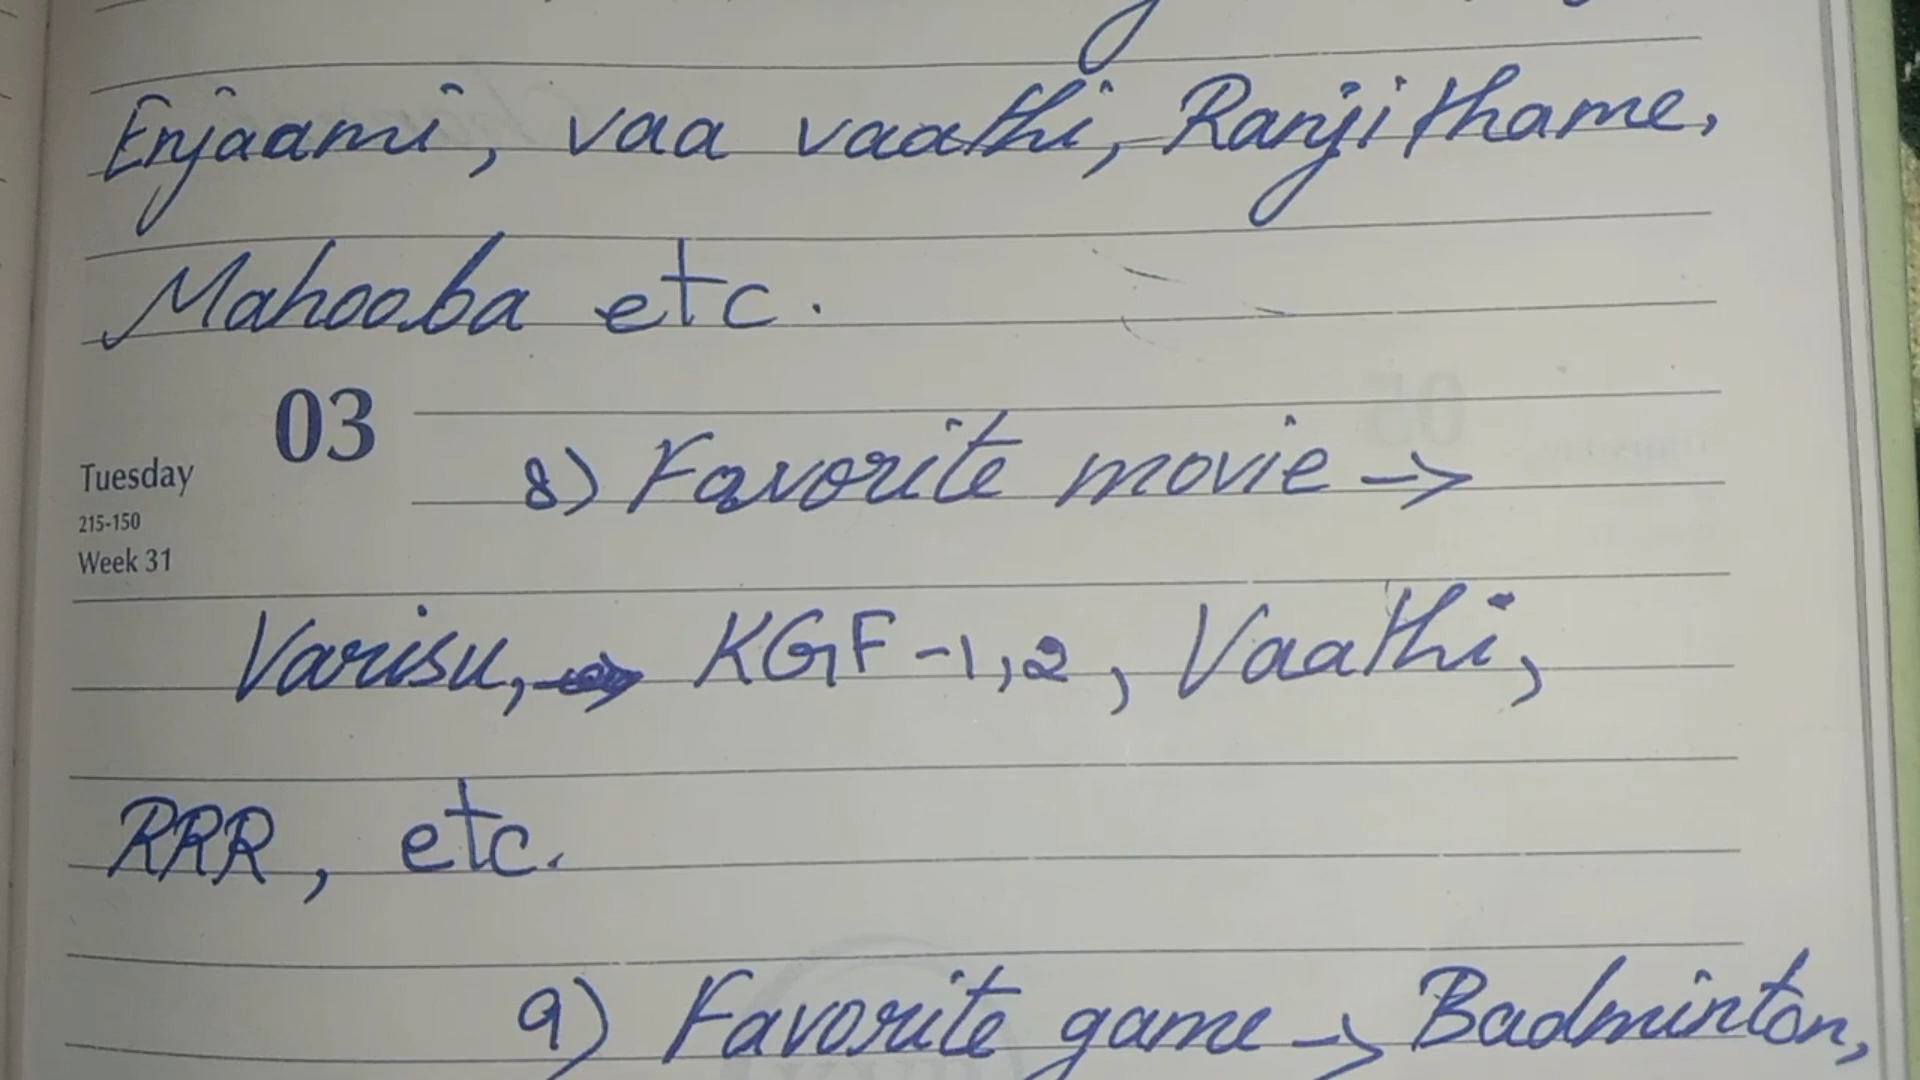 Enjaami, vaa vaathi, Ranjithame,
Mahooba etc.
03
Tuesday
215-150
Week 31
8) Favorite movie →
Varisu, KGF -1,2, Vaathi,
RRR, etc.
9) Favorite game → Badminton,